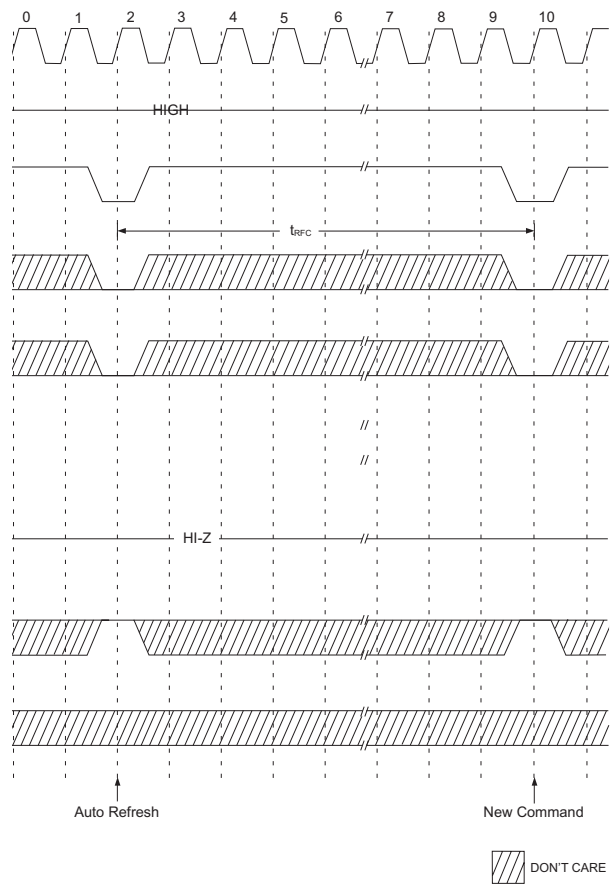 0 1 2 3 4 5 6 7 8 9 10
HIGH
tRFC
HI-Z
Auto Refresh New Command
DON'T CARE